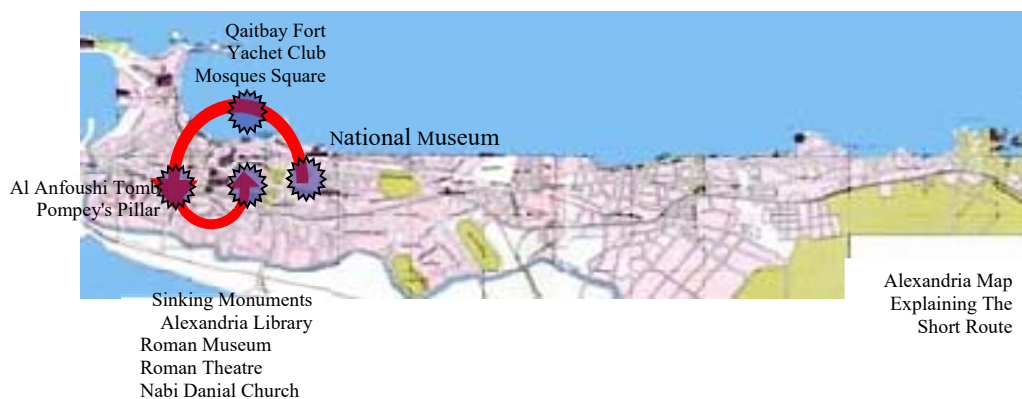 Qaitbay Fort
Yachet Club
Mosques Square
National Museum
Al Anfoushi Tomb
Pompey's Pillar
Sinking Monuments
Alexandria Library
Roman Museum
Roman Theatre
Nabi Danial Church
Alexandria Map
Explaining The
Short Route